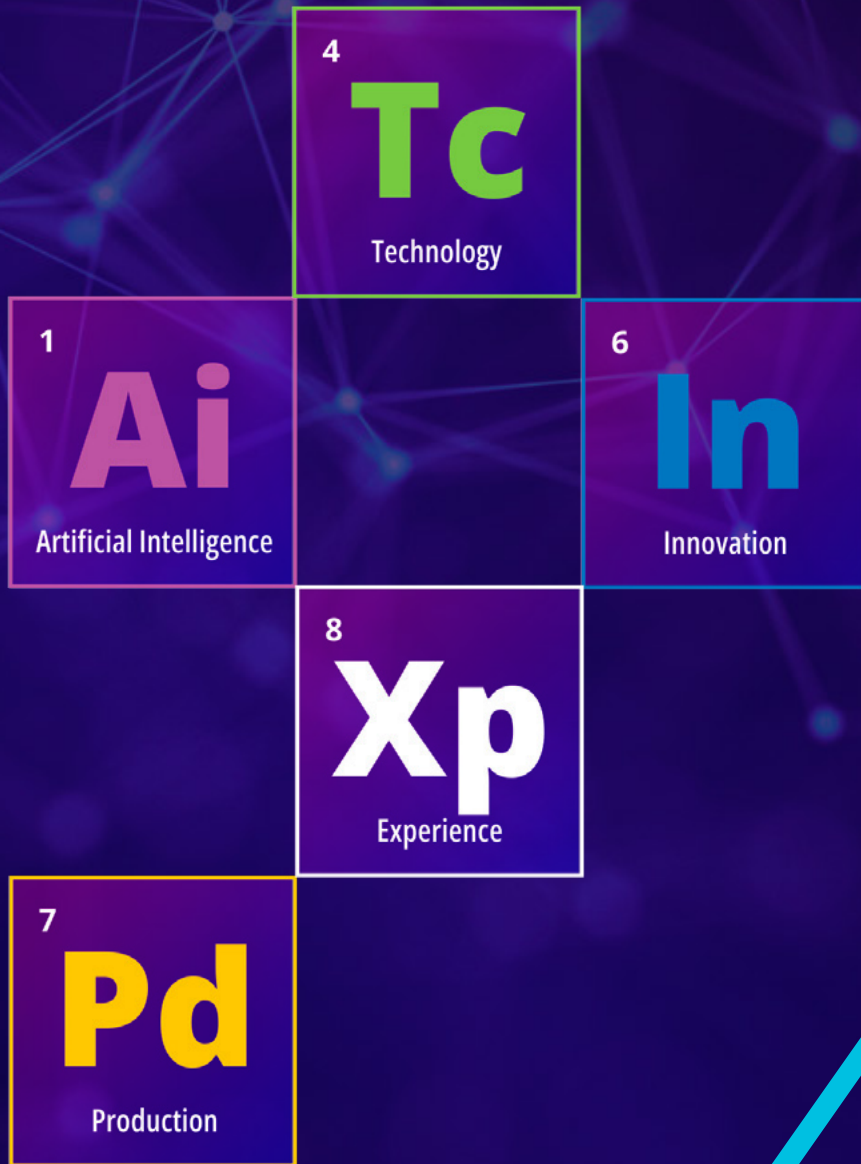 4
Tc
Technology
1
Ai
Artificial Intelligence
6
In
Innovation
8
Xp
Experience
7
Pd
Production